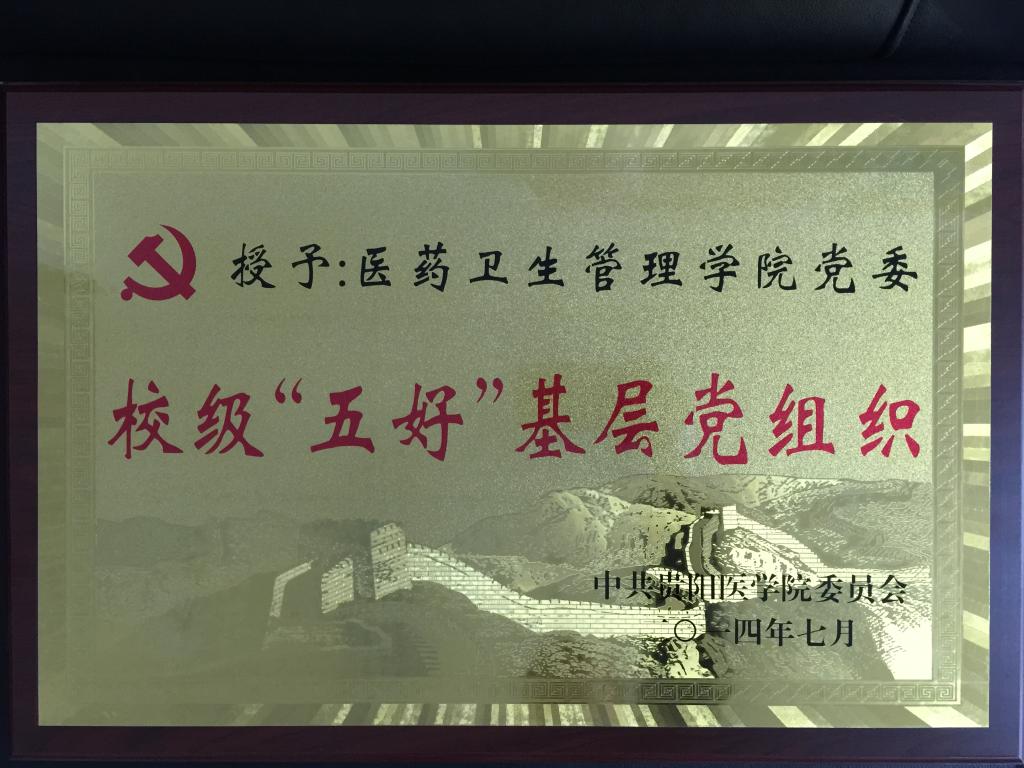 授予:医药卫生管理学院党委
校级“五好”基层党组织
中共贵阳医学院委员会
二〇一四年七月